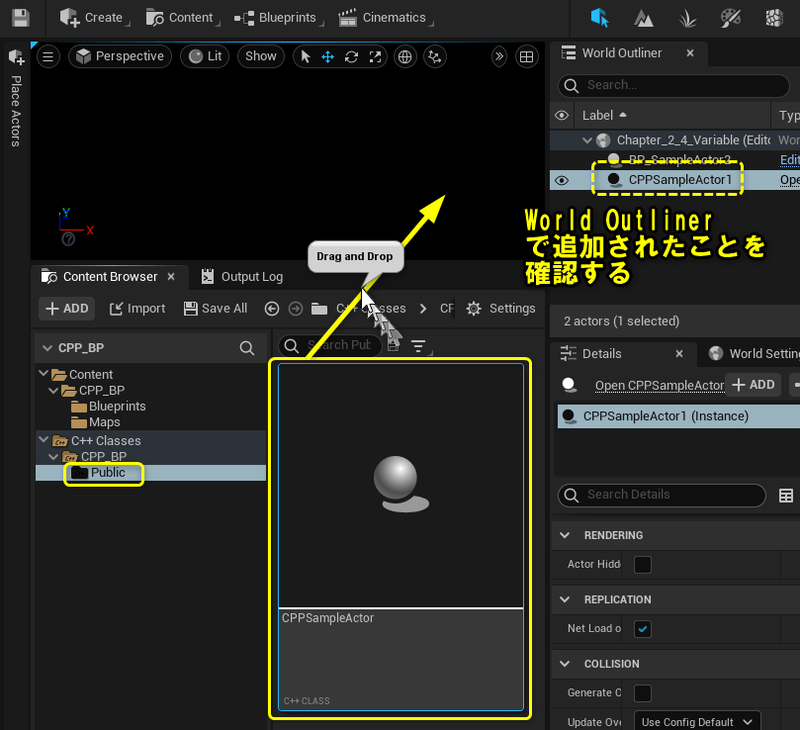 Create
Content
Blueprints
Cinematics
Place Actors
Perspective
Lit
Show
Y
X
World Outliner
Search...
Label
Typ
Chapter_2_4_Variable (Edito
Wor
BP_SampleActor2
Edit
CPPSampleActor1
Ope
World Outliner
で追加されたことを
確認する
Drag and Drop
Content Browser
Output Log
ADD
Import
Save All
C++ Classes
CP
Settings
2 actors (1 selected)
CPP_BP
Search Pub
Content
CPP_BP
Blueprints
Maps
C++ Classes
CPP_BP
Public
CPPSampleActor
C++ CLASS
Details
World Setting
Open CPPSampleActor
ADD
CPPSampleActor1 (Instance)
Search Details
RENDERING
Actor Hidd
REPLICATION
Net Load o
COLLISION
Generate O
Update Ove
Use Config Default